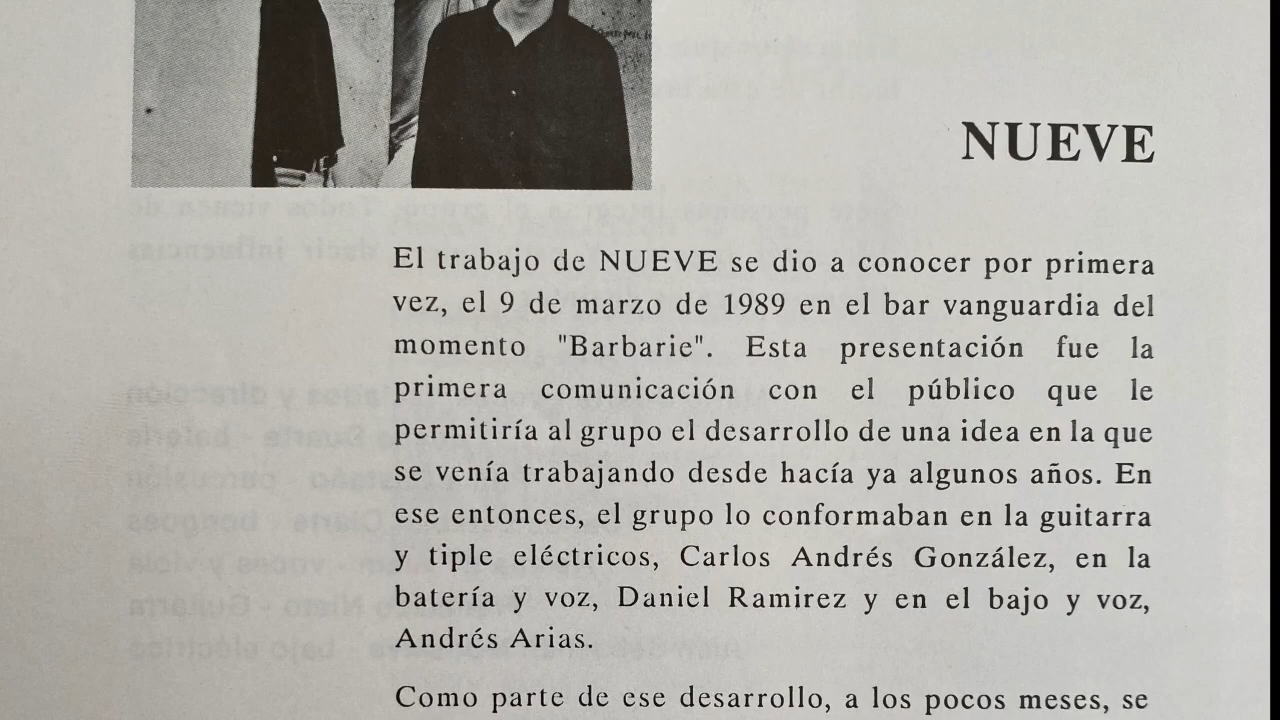 NUEVE
El trabajo de NUEVE se dio a conocer por primera
vez, el 9 de marzo de 1989 en el bar vanguardia del
momento "Barbarie". Esta presentación fue la
primera comunicación con el público que le
permitiría al grupo el desarrollo de una idea en la que
se venía trabajando desde hacía ya algunos años. En
ese entonces, el grupo lo conformaban en la guitarra
y tiple eléctricos, Carlos Andrés González, en la
batería y voz, Daniel Ramirez y en el bajo y voz,
Andrés Arias.
Como parte de ese desarrollo, a los pocos meses, se